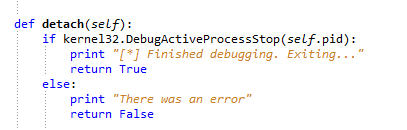 def detach(self):
    if kernel32.DebugActiveProcessStop(self.pid):
        print "[*] Finished debugging. Exiting..."
        return True
    else:
        print "There was an error"
        return False